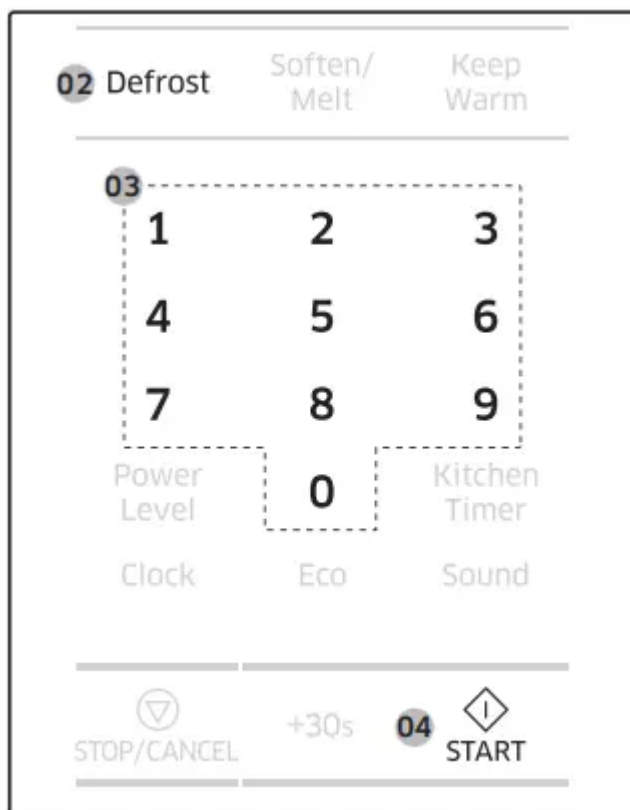 02 Defrost
Soften/
Melt
Keep
Warm
03
1 2 3
4 5 6
7 8 9
Power
Level
0
Kitchen
Timer
Clock Eco Sound
STOP/CANCEL
+30s
04
START